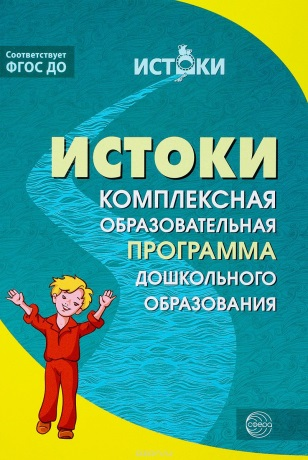 Соответствует
ФГОС ДО
ИСТОКИ
ИСТОКИ
КОМПЛЕКСНАЯ
ОБРАЗОВАТЕЛЬНАЯ
ПРОГРАММА
ДОШКОЛЬНОГО
ОБРАЗОВАНИЯ
сфера